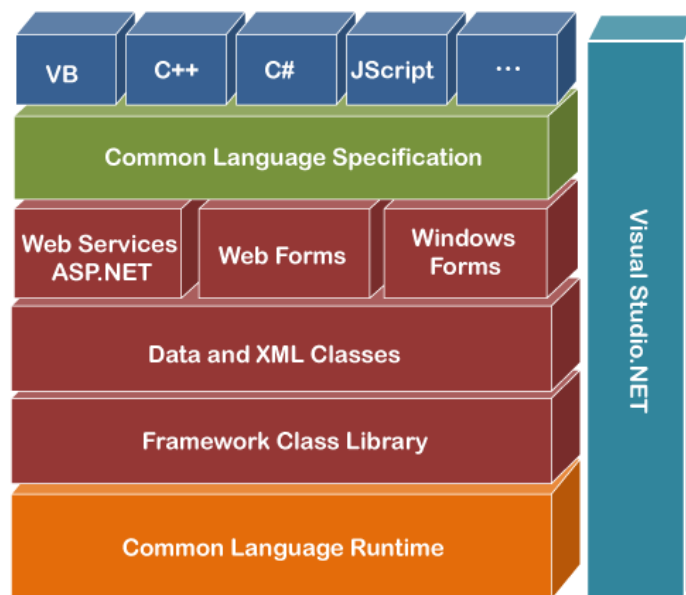 VB
C++
C#
JScript
...
Common Language Specification
Web Services
ASP.NET
Web Forms
Windows
Forms
Data and XML Classes
Framework Class Library
Common Language Runtime
Visual Studio.NET